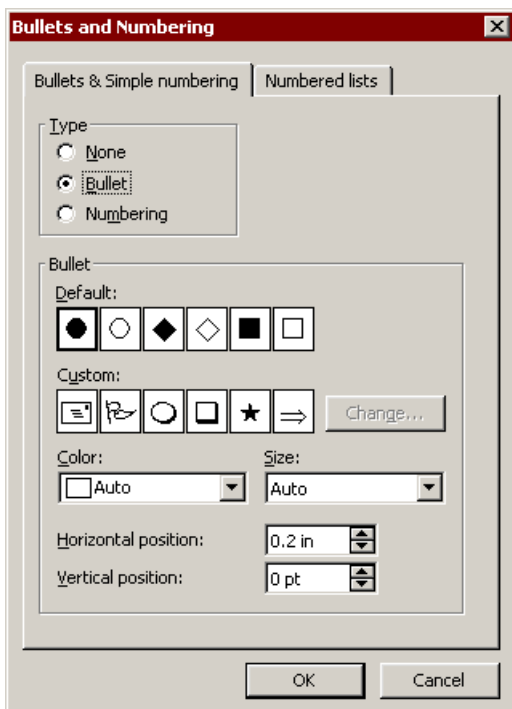 Bullets and Numbering
Bullets & Simple numbering Numbered lists
Type
None
Bullet
Numbering
Bullet
Default:
Custom:
Change...
Color: Size:
Auto Auto
Horizontal position: 0.2 in
Vertical position: 0 pt
OK Cancel